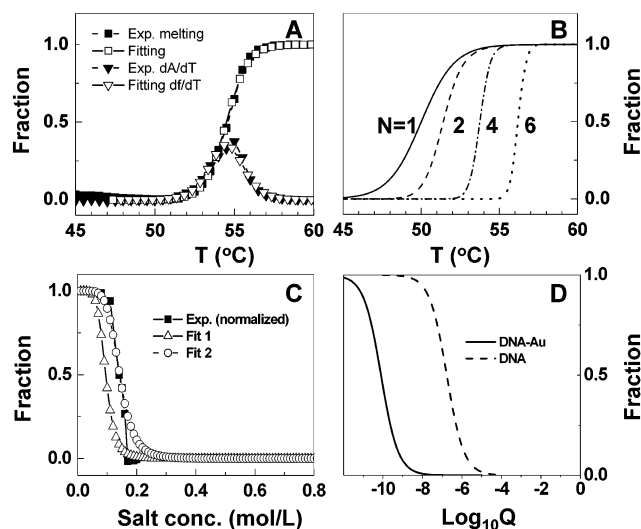 A
Exp. melting
Fitting
Exp. dA/dT
Fitting df/dT
Fraction
1.0
0.5
0.0
45 50 55 60
T (°C)
B
N=1 2 4 6
1.0
0.5
0.0
Fraction
45 50 55 60
T (°C)
C
Exp. (normalized)
Fit 1
Fit 2
Fraction
1.0
0.5
0.0
0.0 0.2 0.4 0.6 0.8
Salt conc. (mol/L)
D
DNA-Au
DNA
1.0
0.5
0.0
Fraction
-10 -8 -6 -4 -2 0
Log10Q